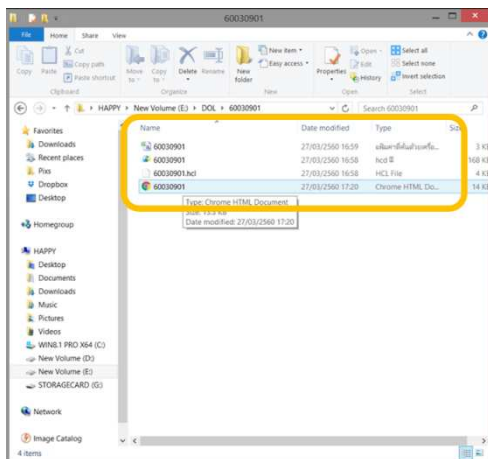 60030901
File Home Share View
Copy Paste Cut Copy path Paste shortcut Move to Copy to Delete Rename New folder New item Easy access Properties Open Edit History Select all Select none Invert selection
Clipboard Organize New Open Select
HAPPY New Volume (E:) DOL 60030901 Search 60030901
Name Date modified Type
60030901 27/03/2560 16:59 3 K
60030901 27/03/2560 16:58 168 K
60030901.hcl 27/03/2560 16:58 HCL File 4 K
60030901 27/03/2560 17:20 Chrome HTML Do... 14 K
Type: Chrome HTML Document
Date modified: 27/03/2560 17:20
Favorites
Downloads
Recent places
Dropbox
Desktop
Homegroup
HAPPY
Desktop
Documents
Downloads
Music
Pictures
Videos
WIN8.1 PRO X64 (C:)
New Volume (D:)
New Volume (E:)
STORAGECARD (G:)
Network
Image Catalog
4 items